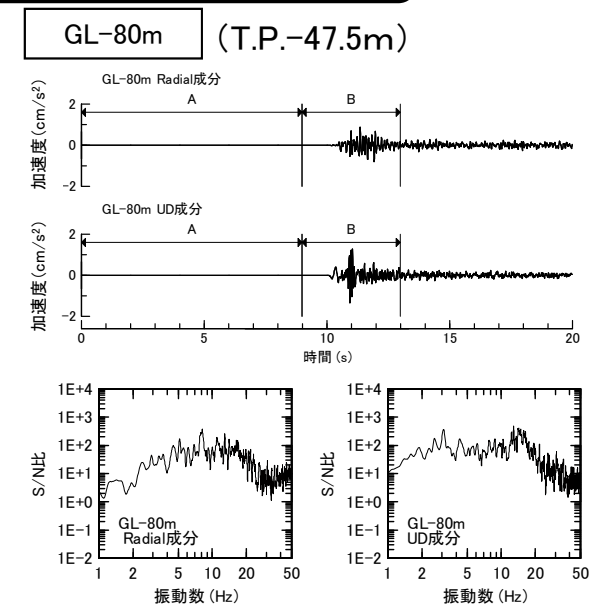 GL-80m (T.P.-47.5m)
GL-80m Radial成分
A B
加速度(cm/s²)
2
0
-2
GL-80m UD成分
A B
加速度(cm/s²)
2
0
-2
0 5 10 15 20
時間(s)
S/N比
1E+4
1E+3
1E+2
1E+1
1E+0
1E-1
1E-2
GL-80m
Radial成分
1 2 5 10 20 50
振動数(Hz)
S/N比
1E+4
1E+3
1E+2
1E+1
1E+0
1E-1
1E-2
GL-80m
UD成分
1 2 5 10 20 50
振動数(Hz)